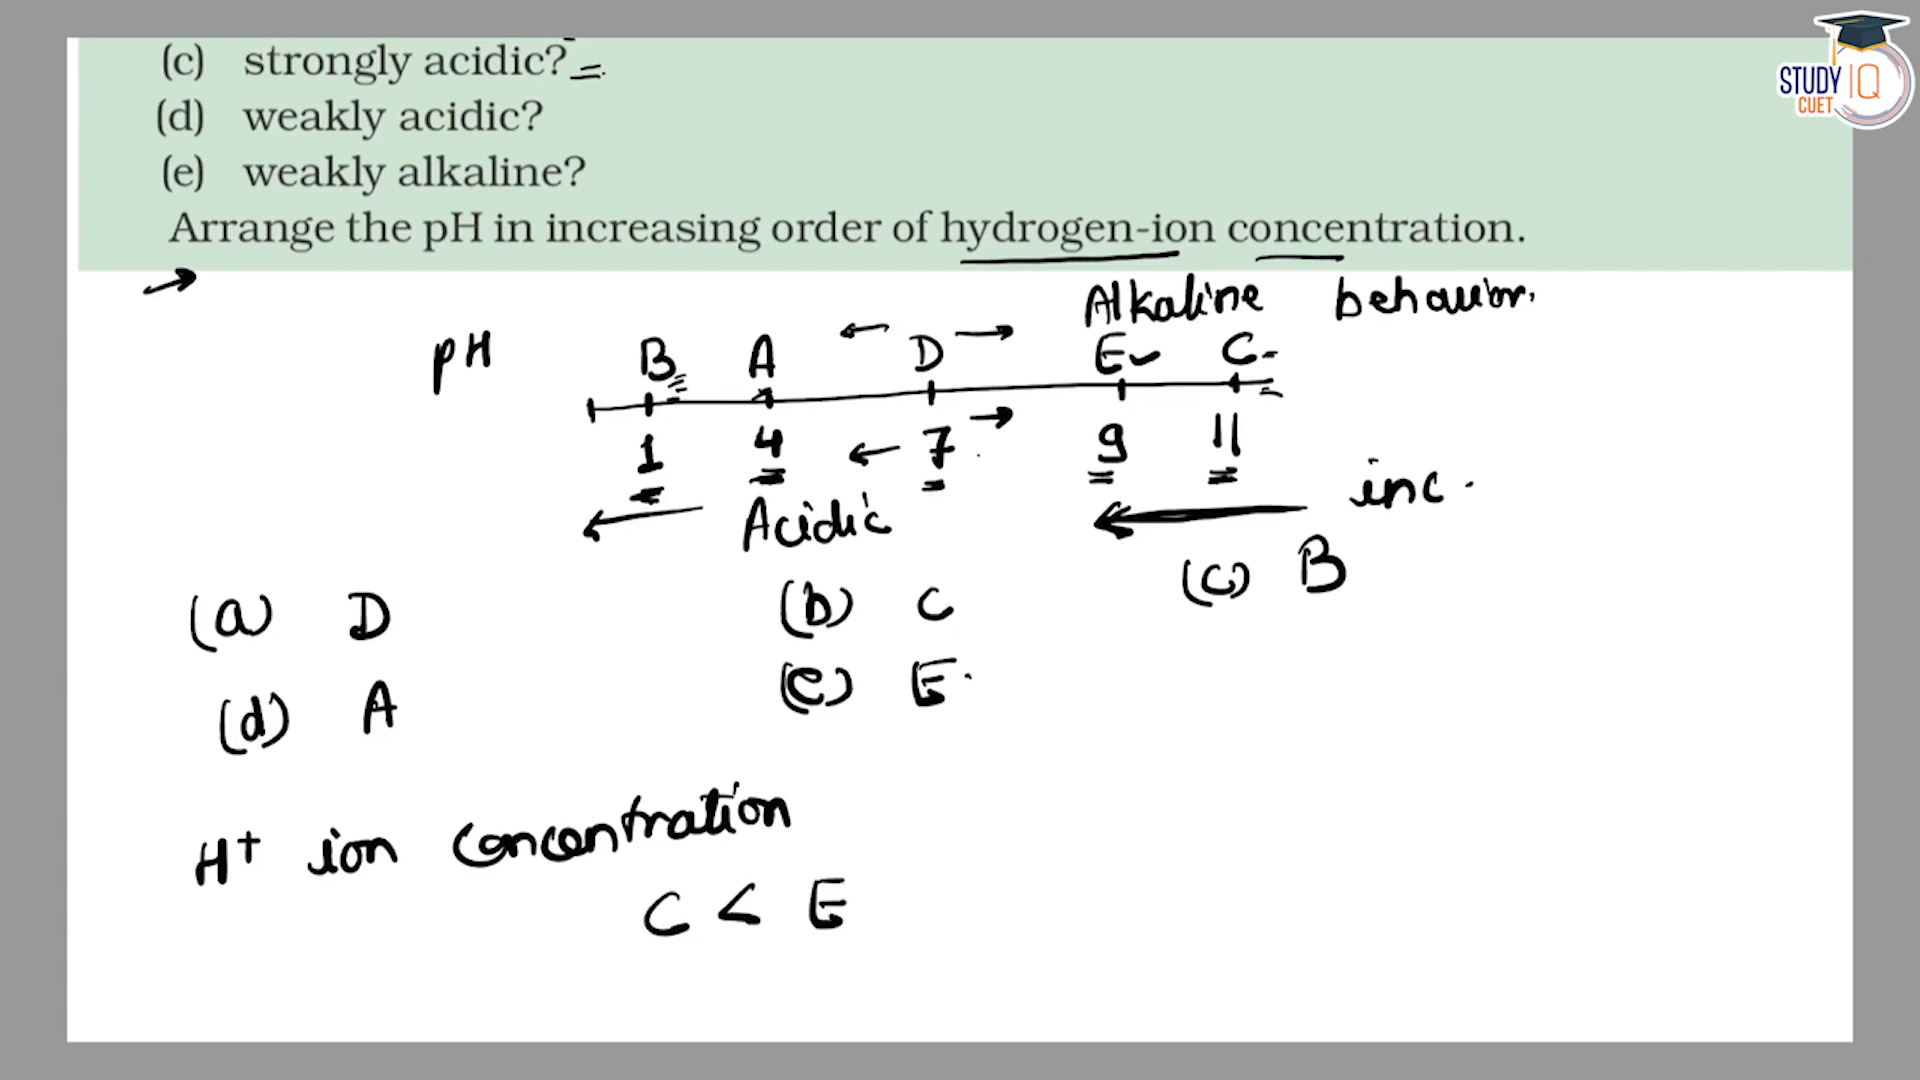 (c) strongly acidic?
(d) weakly acidic?
(e) weakly alkaline?
Arrange the pH in increasing order of hydrogen-ion concentration.
STUDY IQ
CUET
Alkaline behavior.
pH B A ← D → E C
1 4 ← 7 → 9 11
Acidic inc.
(a) D (b) C (c) B
(d) A (e) E.
H+ ion concentration
C < E